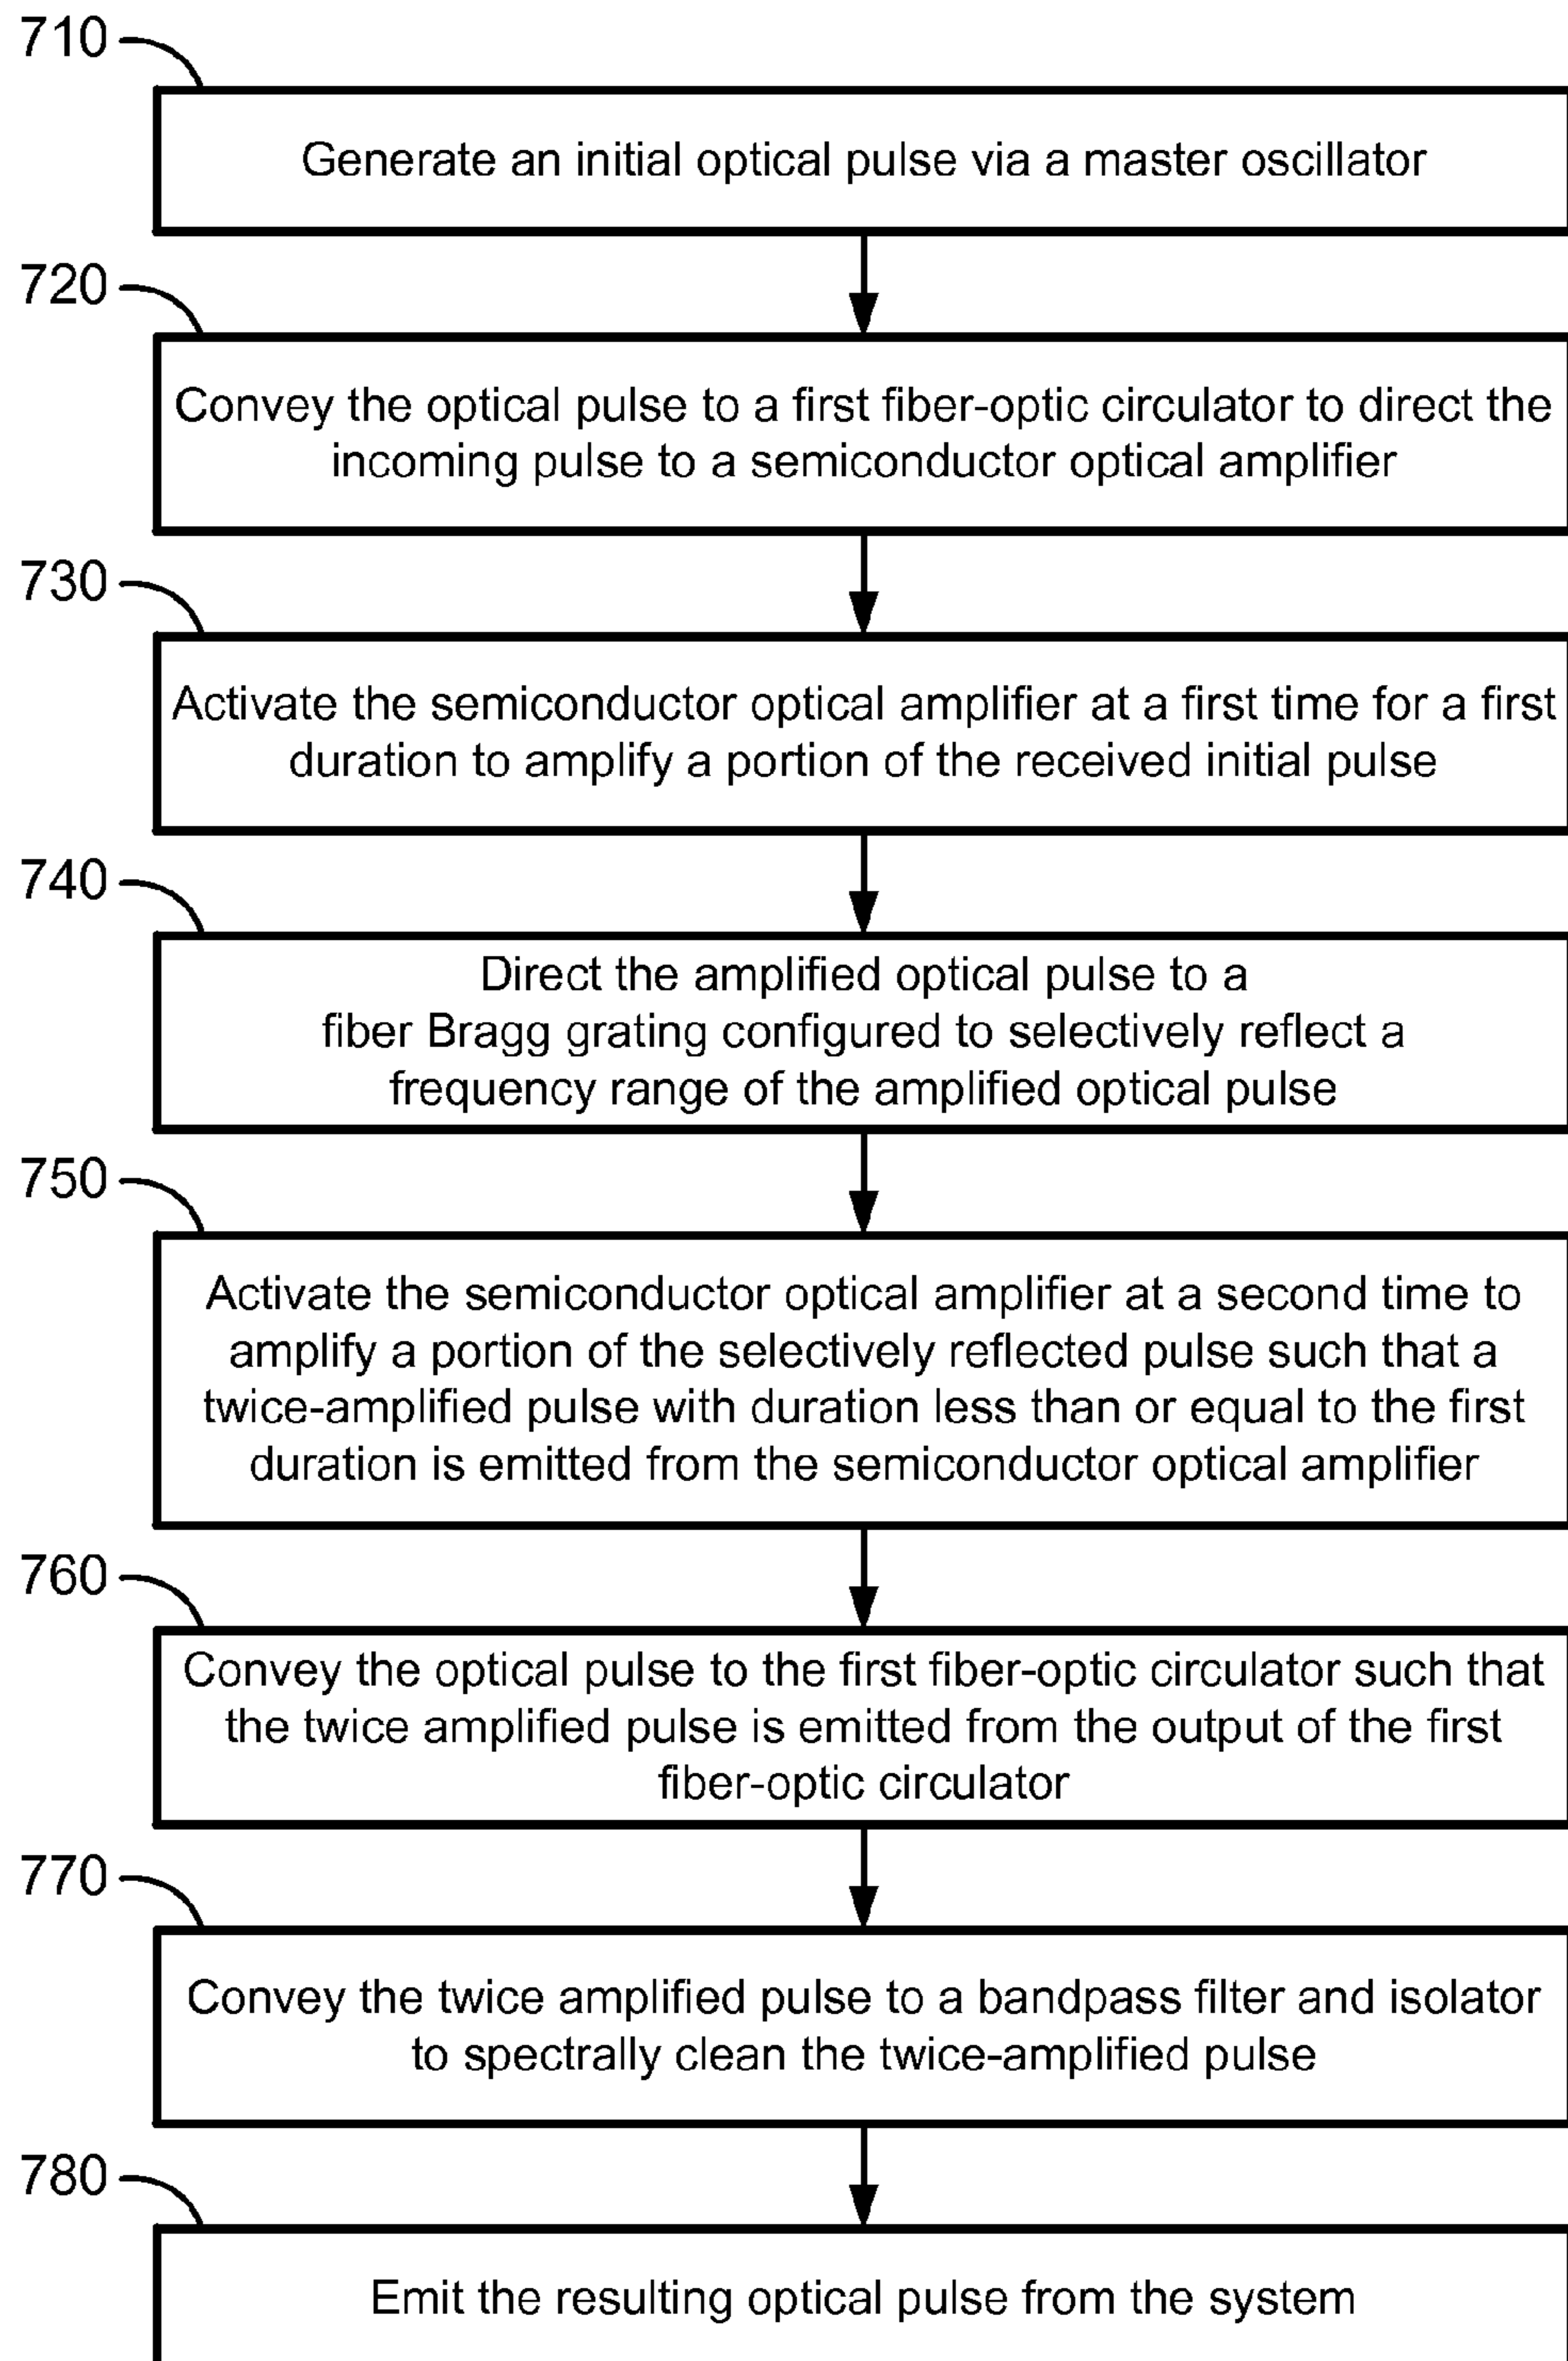 710
Generate an initial optical pulse via a master oscillator
720
Convey the optical pulse to a first fiber-optic circulator to direct the
incoming pulse to a semiconductor optical amplifier
730
Activate the semiconductor optical amplifier at a first time for a first
duration to amplify a portion of the received initial pulse
740
Direct the amplified optical pulse to a
fiber Bragg grating configured to selectively reflect a
frequency range of the amplified optical pulse
750
Activate the semiconductor optical amplifier at a second time to
amplify a portion of the selectively reflected pulse such that a
twice-amplified pulse with duration less than or equal to the first
duration is emitted from the semiconductor optical amplifier
760
Convey the optical pulse to the first fiber-optic circulator such that
the twice amplified pulse is emitted from the output of the first
fiber-optic circulator
770
Convey the twice amplified pulse to a bandpass filter and isolator
to spectrally clean the twice-amplified pulse
780
Emit the resulting optical pulse from the system